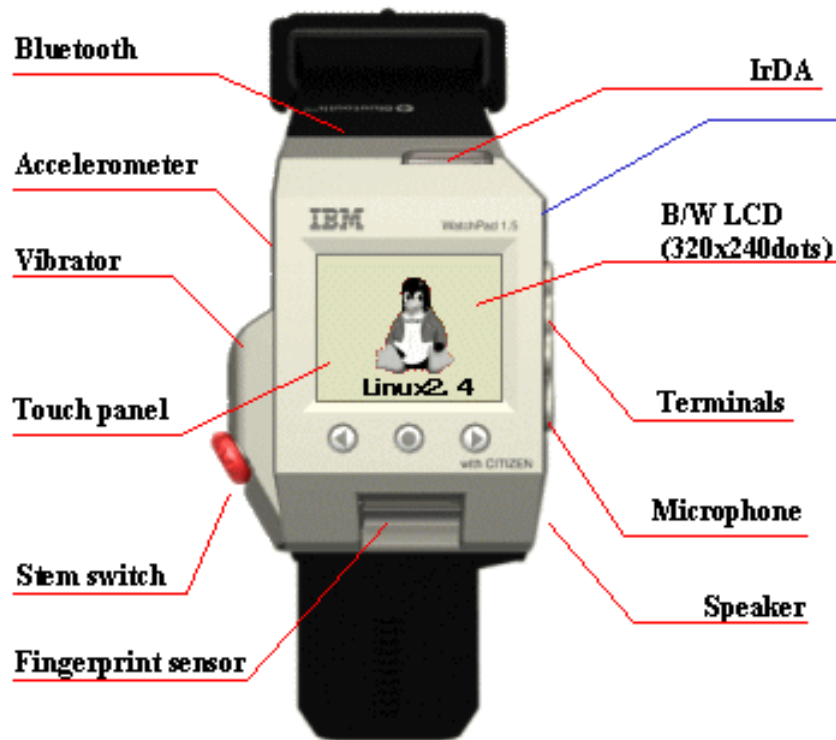 Bluetooth
IrDA
Bluetooth
Accelerometer
IBM
WatchPad 1.5
B/W LCD
(320x240dots)
Vibrator
Linux2. 4
Touch panel
Terminals
with CITIZEN
Microphone
Stem switch
Speaker
Fingerprint sensor